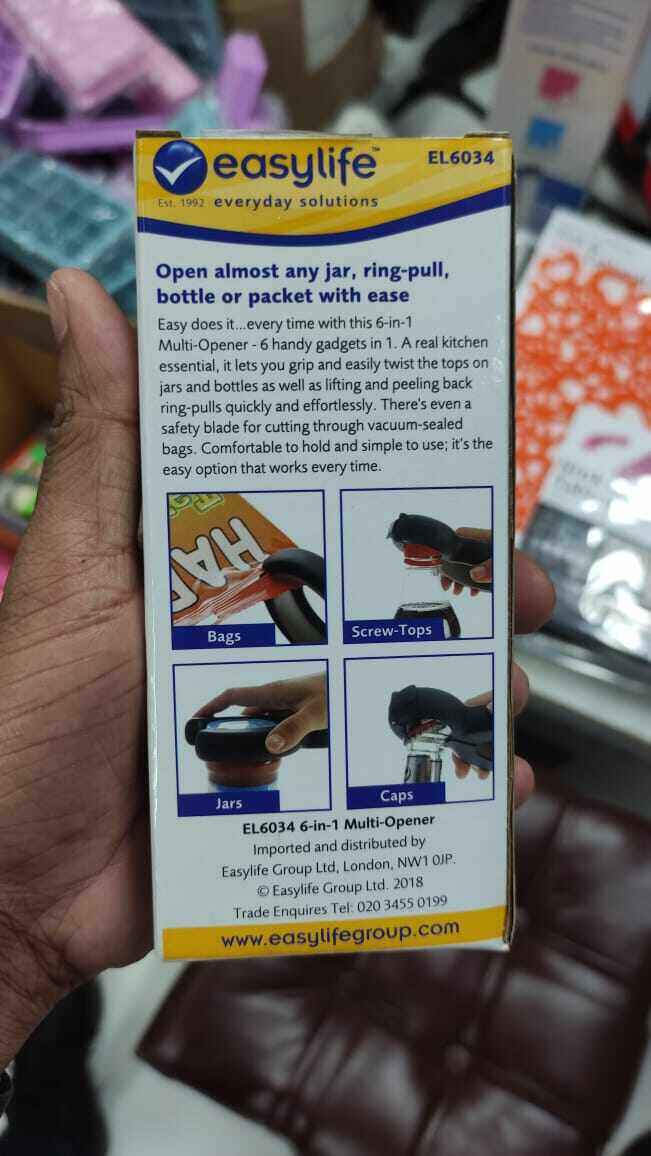 easylife™
EL6034
Est. 1992 everyday solutions
Open almost any jar, ring-pull,
bottle or packet with ease
Easy does it...every time with this 6-in-1
Multi-Opener - 6 handy gadgets in 1. A real kitchen
essential, it lets you grip and easily twist the tops on
jars and bottles as well as lifting and peeling back
ring-pulls quickly and effortlessly. There's even a
safety blade for cutting through vacuum-sealed
bags. Comfortable to hold and simple to use; it's the
easy option that works every time.
HAR
Bags
Screw-Tops
Jars
Caps
EL6034 6-in-1 Multi-Opener
Imported and distributed by
Easylife Group Ltd, London, NW1 0JP.
© Easylife Group Ltd. 2018
Trade Enquires Tel: 020 3455 0199
www.easylifegroup.com